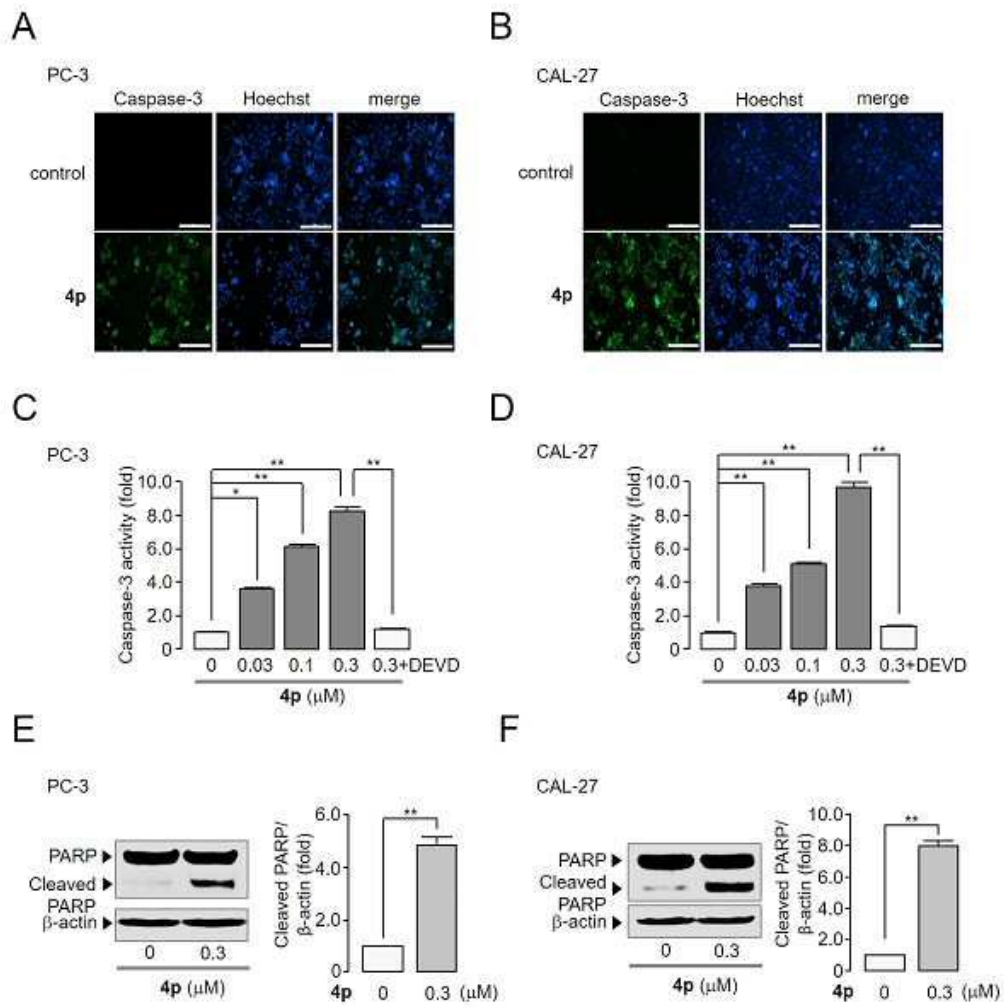 A
PC-3
Caspase-3 Hoechst merge
control
4p
B
CAL-27
Caspase-3 Hoechst merge
control
4p
C
PC-3
Caspase-3 activity (fold)
10.0
8.0
6.0
4.0
2.0
0
**
**
**
*
0 0.03 0.1 0.3 0.3+DEVD
4p (μM)
D
CAL-27
Caspase-3 activity (fold)
10.0
8.0
6.0
4.0
2.0
0
**
**
**
**
0 0.03 0.1 0.3 0.3+DEVD
4p (μM)
E
PC-3
PARP
Cleaved
PARP
β-actin
0 0.3
4p (μM)
Cleaved PARP/
β-actin (fold)
6.0
4.0
2.0
0
**
4p 0 0.3 (μM)
F
CAL-27
PARP
Cleaved
PARP
β-actin
0 0.3
4p (μM)
Cleaved PARP/
β-actin (fold)
10.0
8.0
6.0
4.0
2.0
0
**
4p 0 0.3 (μM)